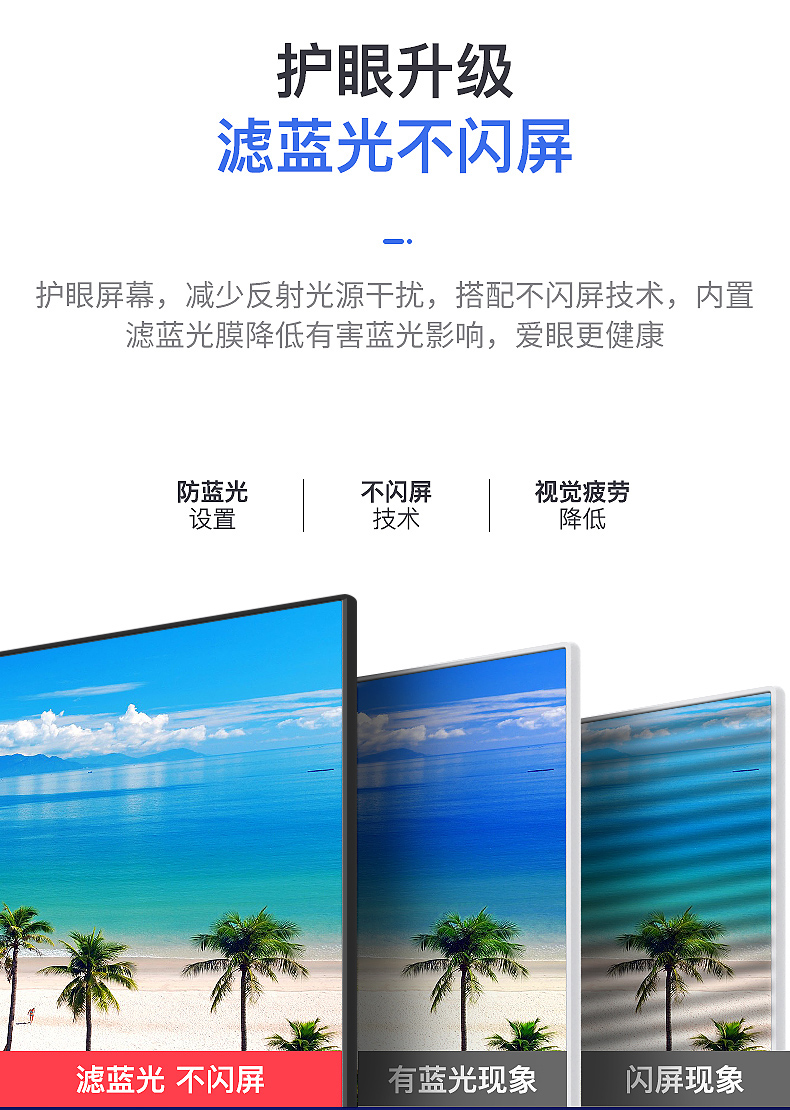 护眼升级
滤蓝光不闪屏
护眼屏幕，减少反射光源干扰，搭配不闪屏技术，内置
滤蓝光膜降低有害蓝光影响，爱眼更健康
防蓝光
设置
不闪屏
技术
视觉疲劳
降低
滤蓝光 不闪屏
有蓝光现象
闪屏现象